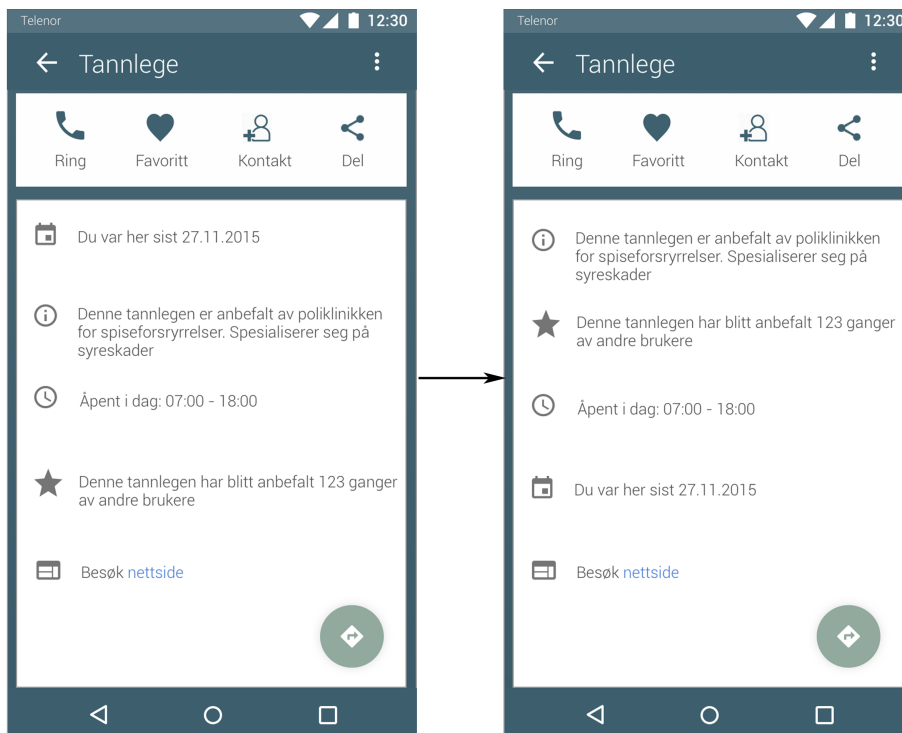 Telenor
12:30
Tannlege
Ring Favoritt Kontakt Del
Du var her sist 27.11.2015
Denne tannlegen er anbefalt av poliklinikken
for spiseforsryrrelser. Spesialiserer seg på
syreskader
Åpent i dag: 07:00 - 18:00
Denne tannlegen har blitt anbefalt 123 ganger
av andre brukere
Besøk nettside
Telenor
12:30
Tannlege
Ring Favoritt Kontakt Del
Denne tannlegen er anbefalt av poliklinikken
for spiseforsryrrelser. Spesialiserer seg på
syreskader
Denne tannlegen har blitt anbefalt 123 ganger
av andre brukere
Åpent i dag: 07:00 - 18:00
Du var her sist 27.11.2015
Besøk nettside